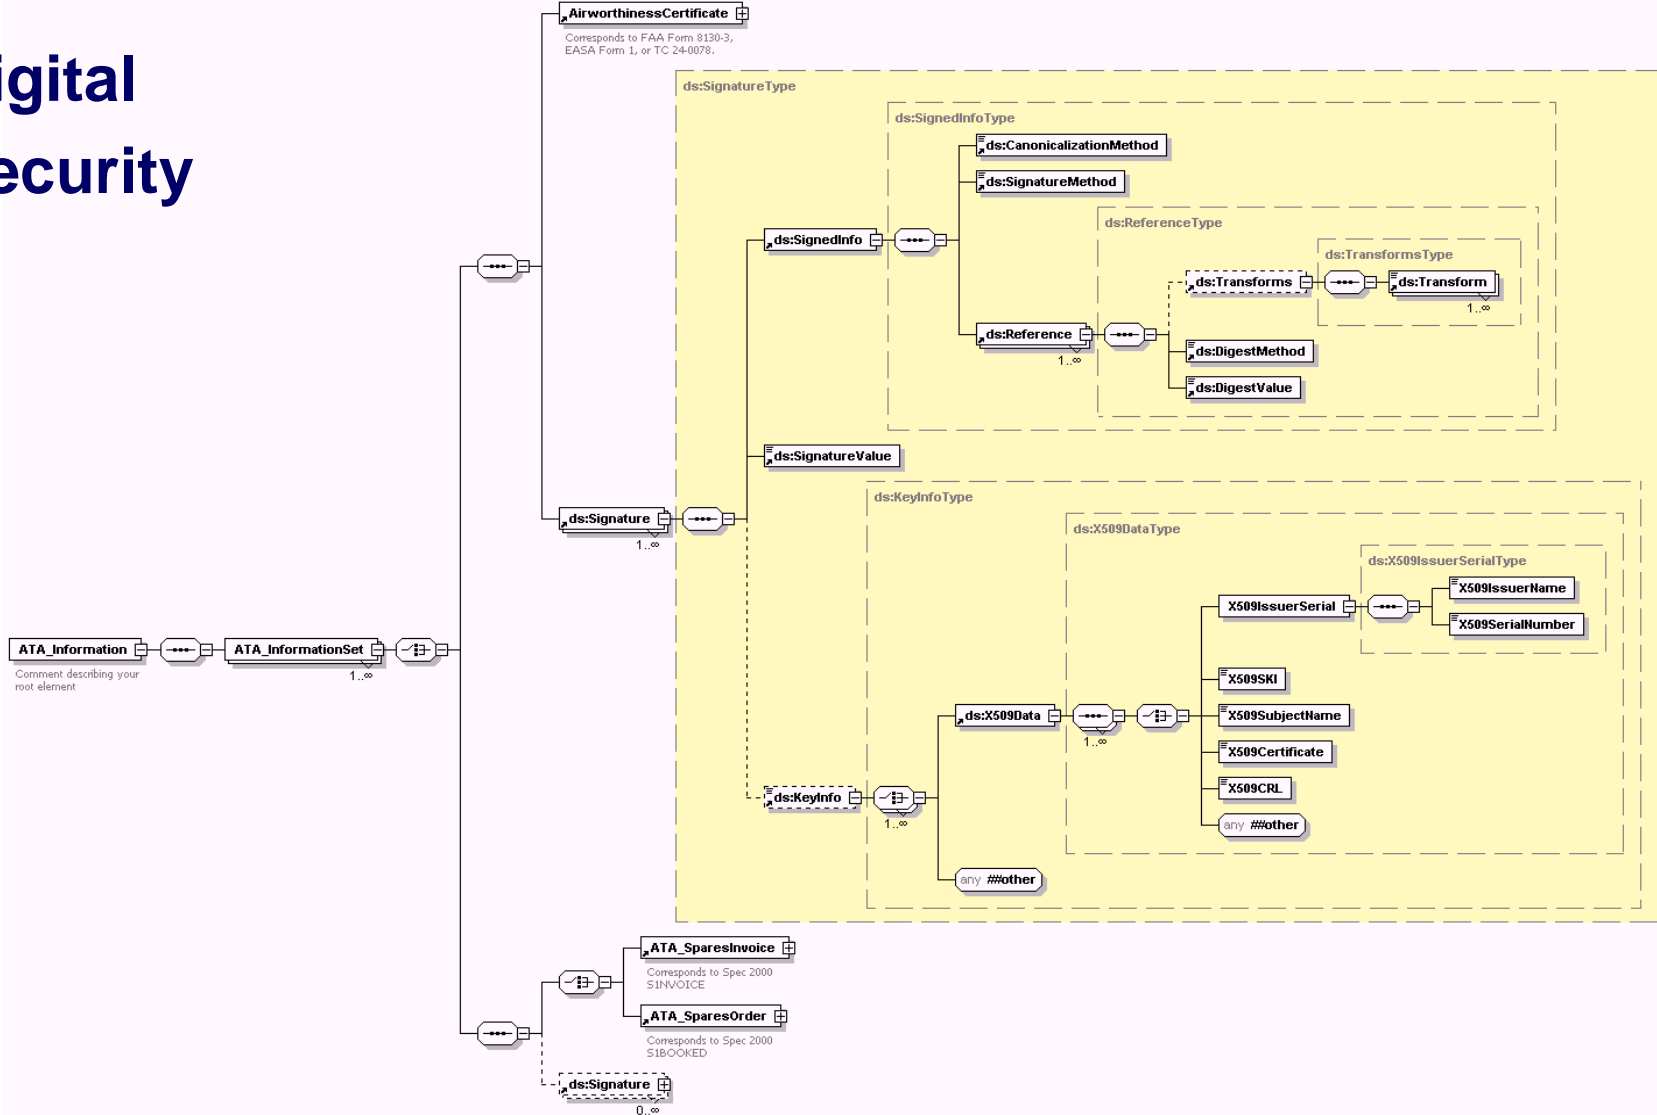 igital
ecurity
AirworthinessCertificate
Corresponds to FAA Form 8130-3,
EASA Form 1, or TC 24-0078.
ds:SignatureType
ds:SignedInfoType
ds:CanonicalizationMethod
ds:SignatureMethod
ds:ReferenceType
ds:SignedInfo
ds:TransformsType
ds:Transforms
ds:Transform
1..∞
ds:Reference
1..∞
ds:DigestMethod
ds:DigestValue
ds:SignatureValue
ds:KeyInfoType
ds:Signature
1..∞
ds:X509DataType
ds:X509IssuerSerialType
X509IssuerName
X509IssuerSerial
X509SerialNumber
ATA_Information
Comment describing your
root element
ATA_InformationSet
1..∞
X509SKI
ds:X509Data
1..∞
X509SubjectName
X509Certificate
X509CRL
ds:KeyInfo
1..∞
any ##other
any ##other
ATA_SparesInvoice
Corresponds to Spec 2000
S1NVOICE
ATA_SparesOrder
Corresponds to Spec 2000
S1BOOKED
ds:Signature
0..∞